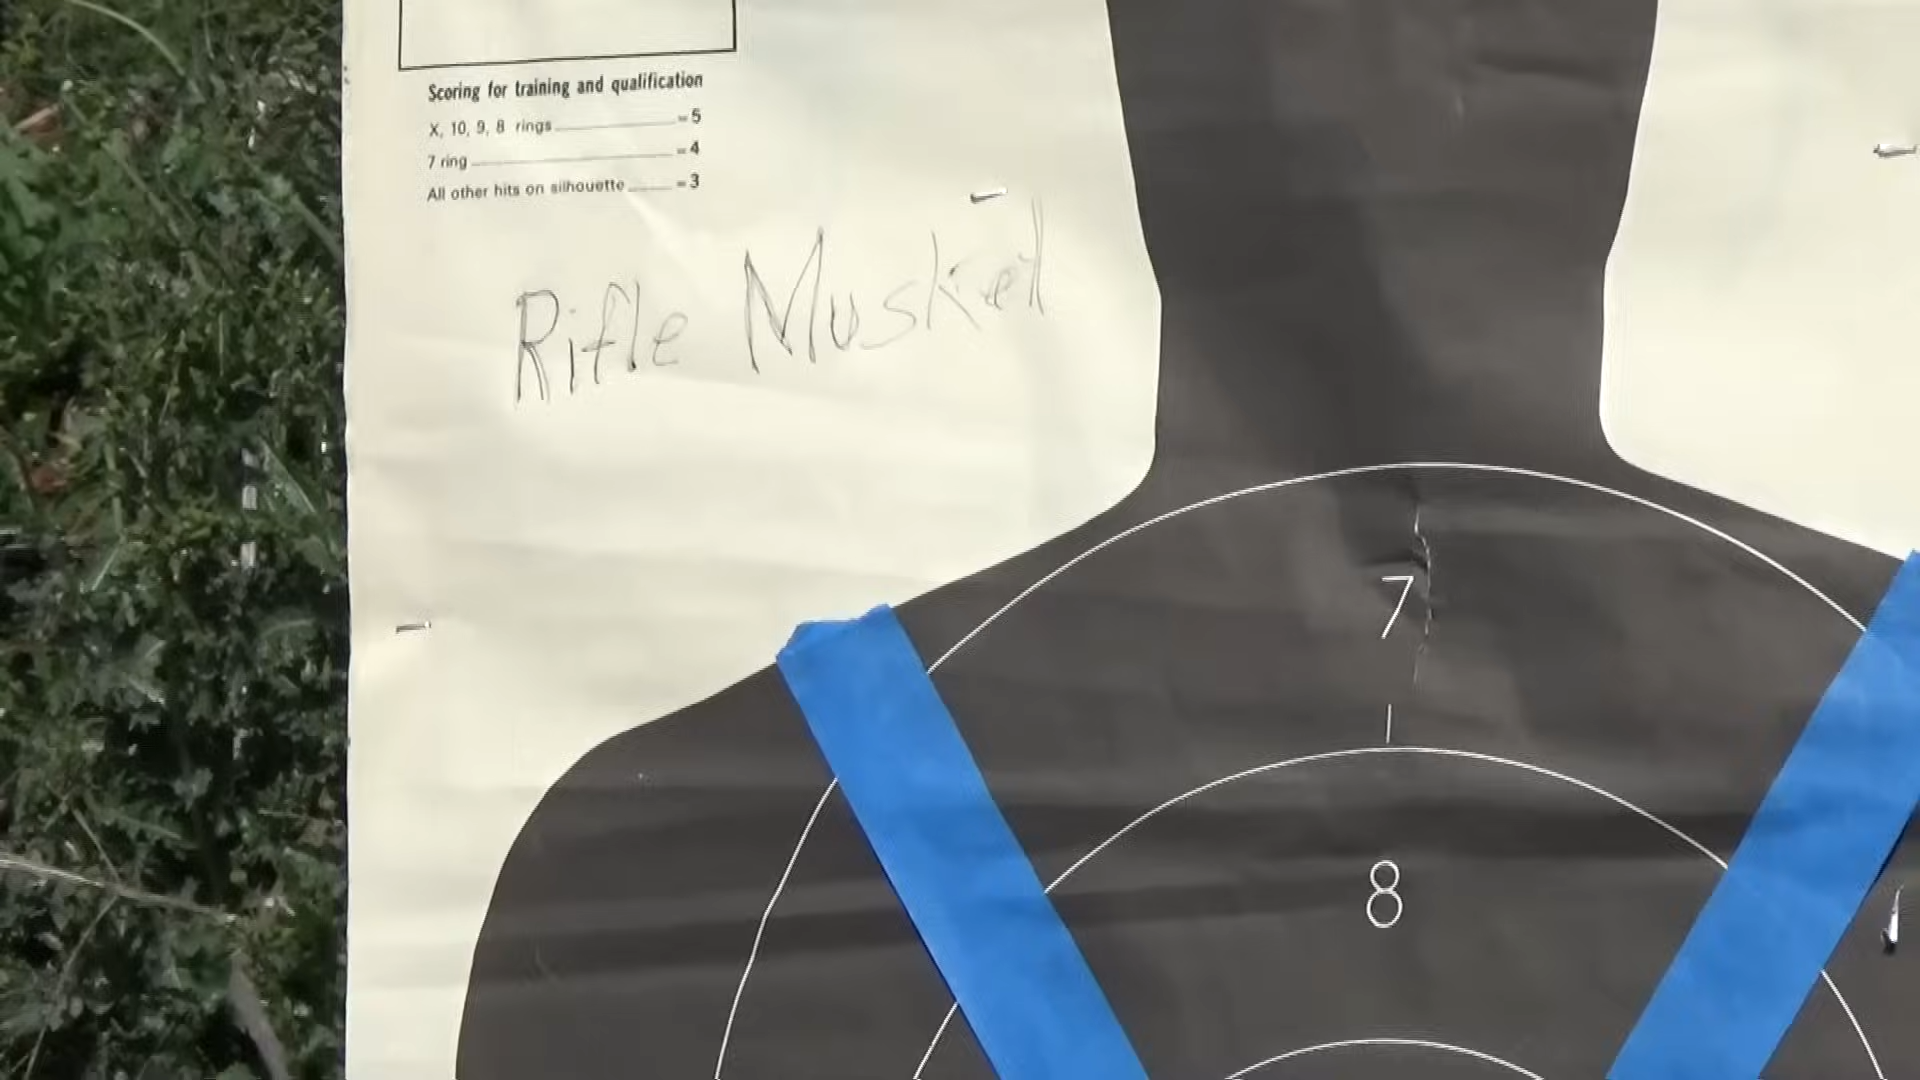 Scoring for training and qualification
X, 10, 9, 8 rings = 5
7 ring = 4
All other hits on silhouette = 3
Rifle Musket
7
8